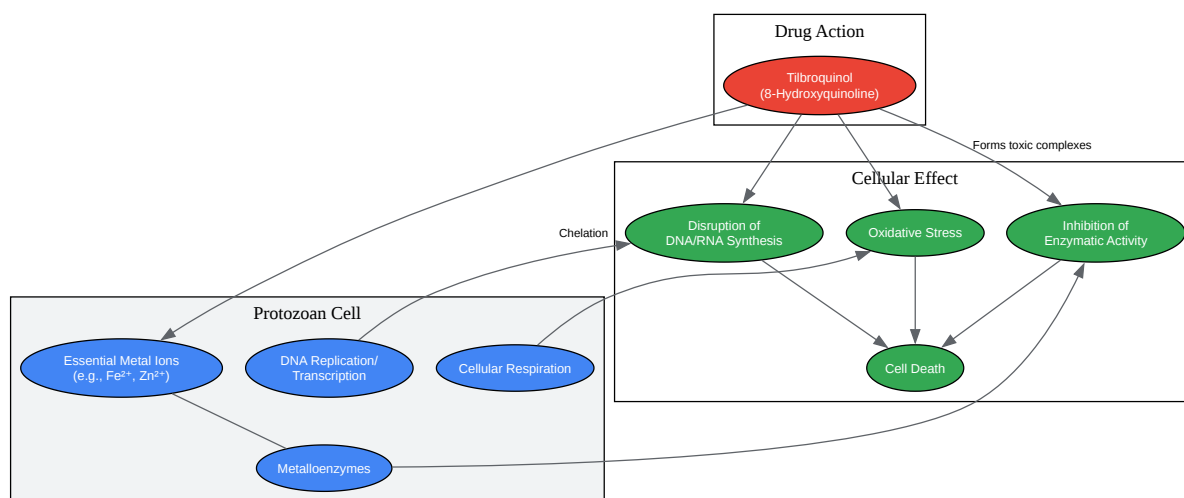 Drug Action
Tilbroquinol
(8-Hydroxyquinoline)
Forms toxic complexes
Cellular Effect
Disruption of
DNA/RNA Synthesis
Oxidative Stress
Inhibition of
Enzymatic Activity
Chelation
Protozoan Cell
Essential Metal Ions
(e.g., Fe²⁺, Zn²⁺)
DNA Replication/
Transcription
Cellular Respiration
Cell Death
Metalloenzymes